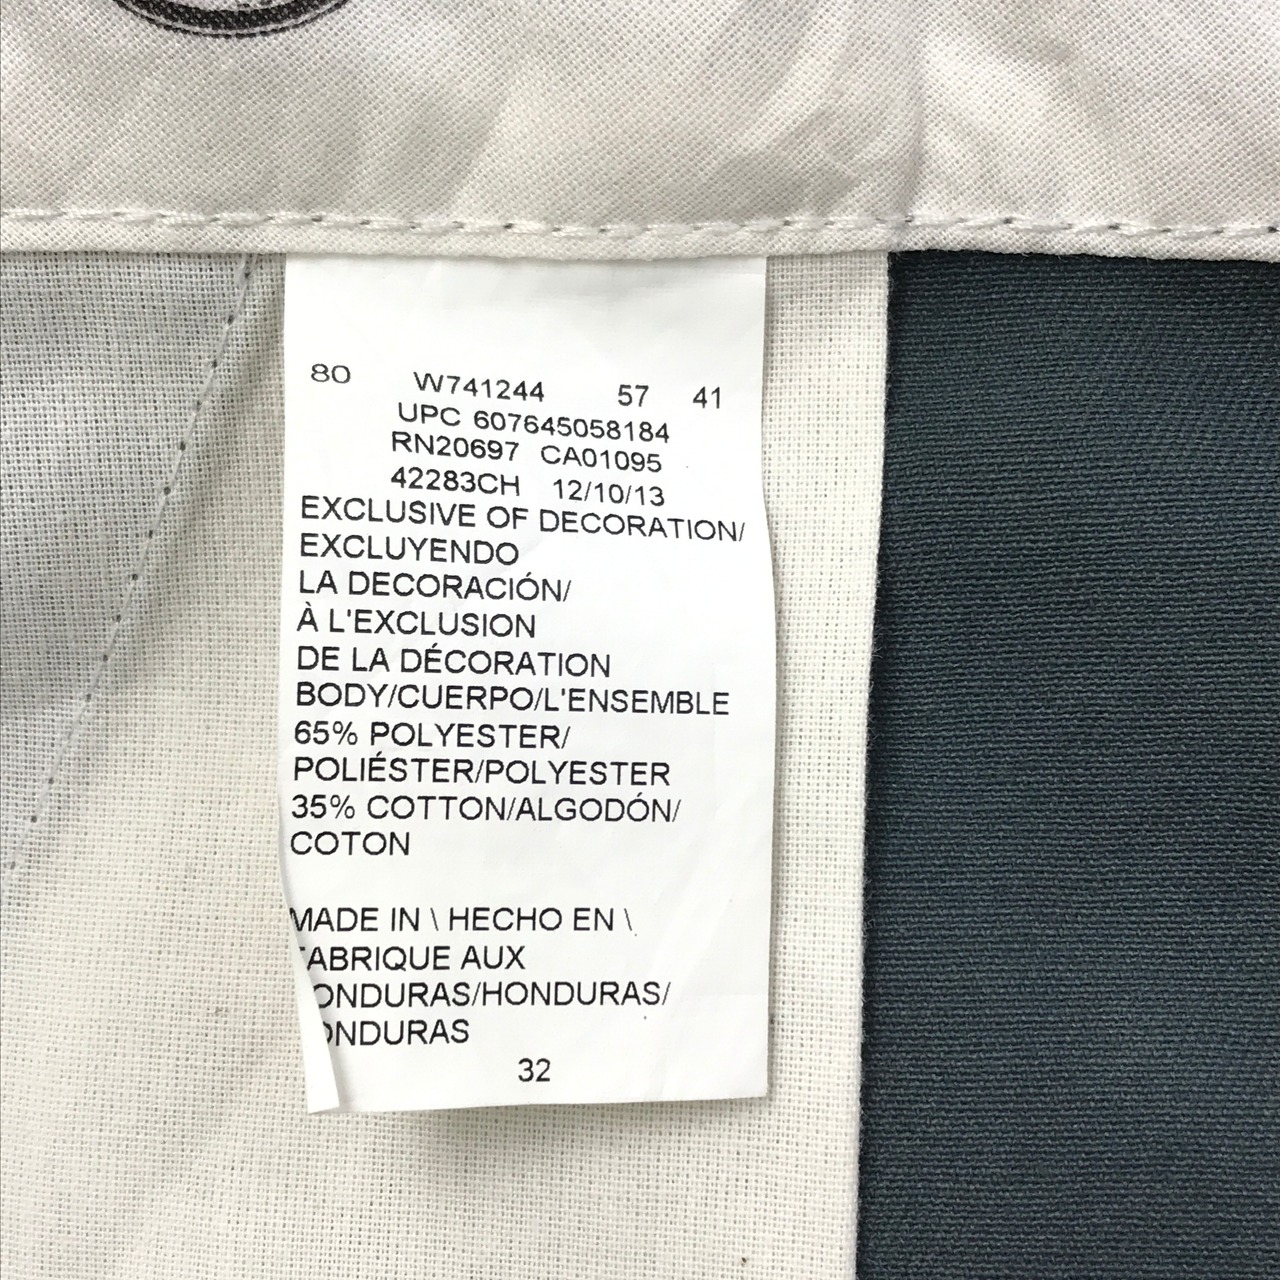 80 W741244 57 41
UPC 607645058184
RN20697 CA01095
42283CH 12/10/13
EXCLUSIVE OF DECORATION/
EXCLUYENDO
LA DECORACIÓN/
À L'EXCLUSION
DE LA DÉCORATION
BODY/CUERPO/L'ENSEMBLE
65% POLYESTER/
POLIÉSTER/POLYESTER
35% COTTON/ALGODÓN/
COTON
MADE IN \ HECHO EN \
FABRIQUE AUX
HONDURAS/HONDURAS/
HONDURAS
32